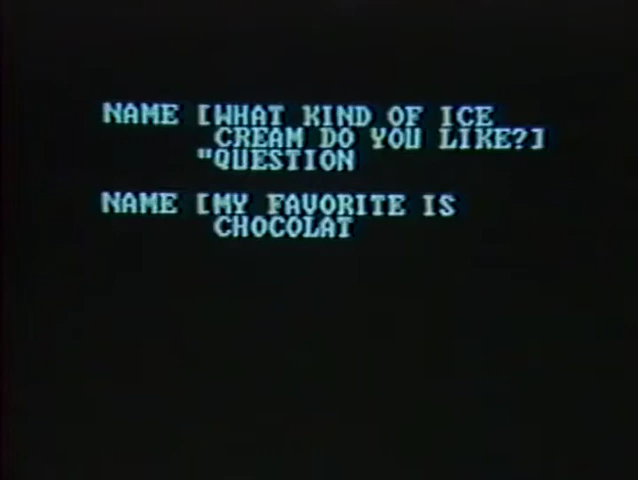 NAME [WHAT KIND OF ICE
CREAM DO YOU LIKE?]
"QUESTION
NAME [MY FAVORITE IS
CHOCOLAT